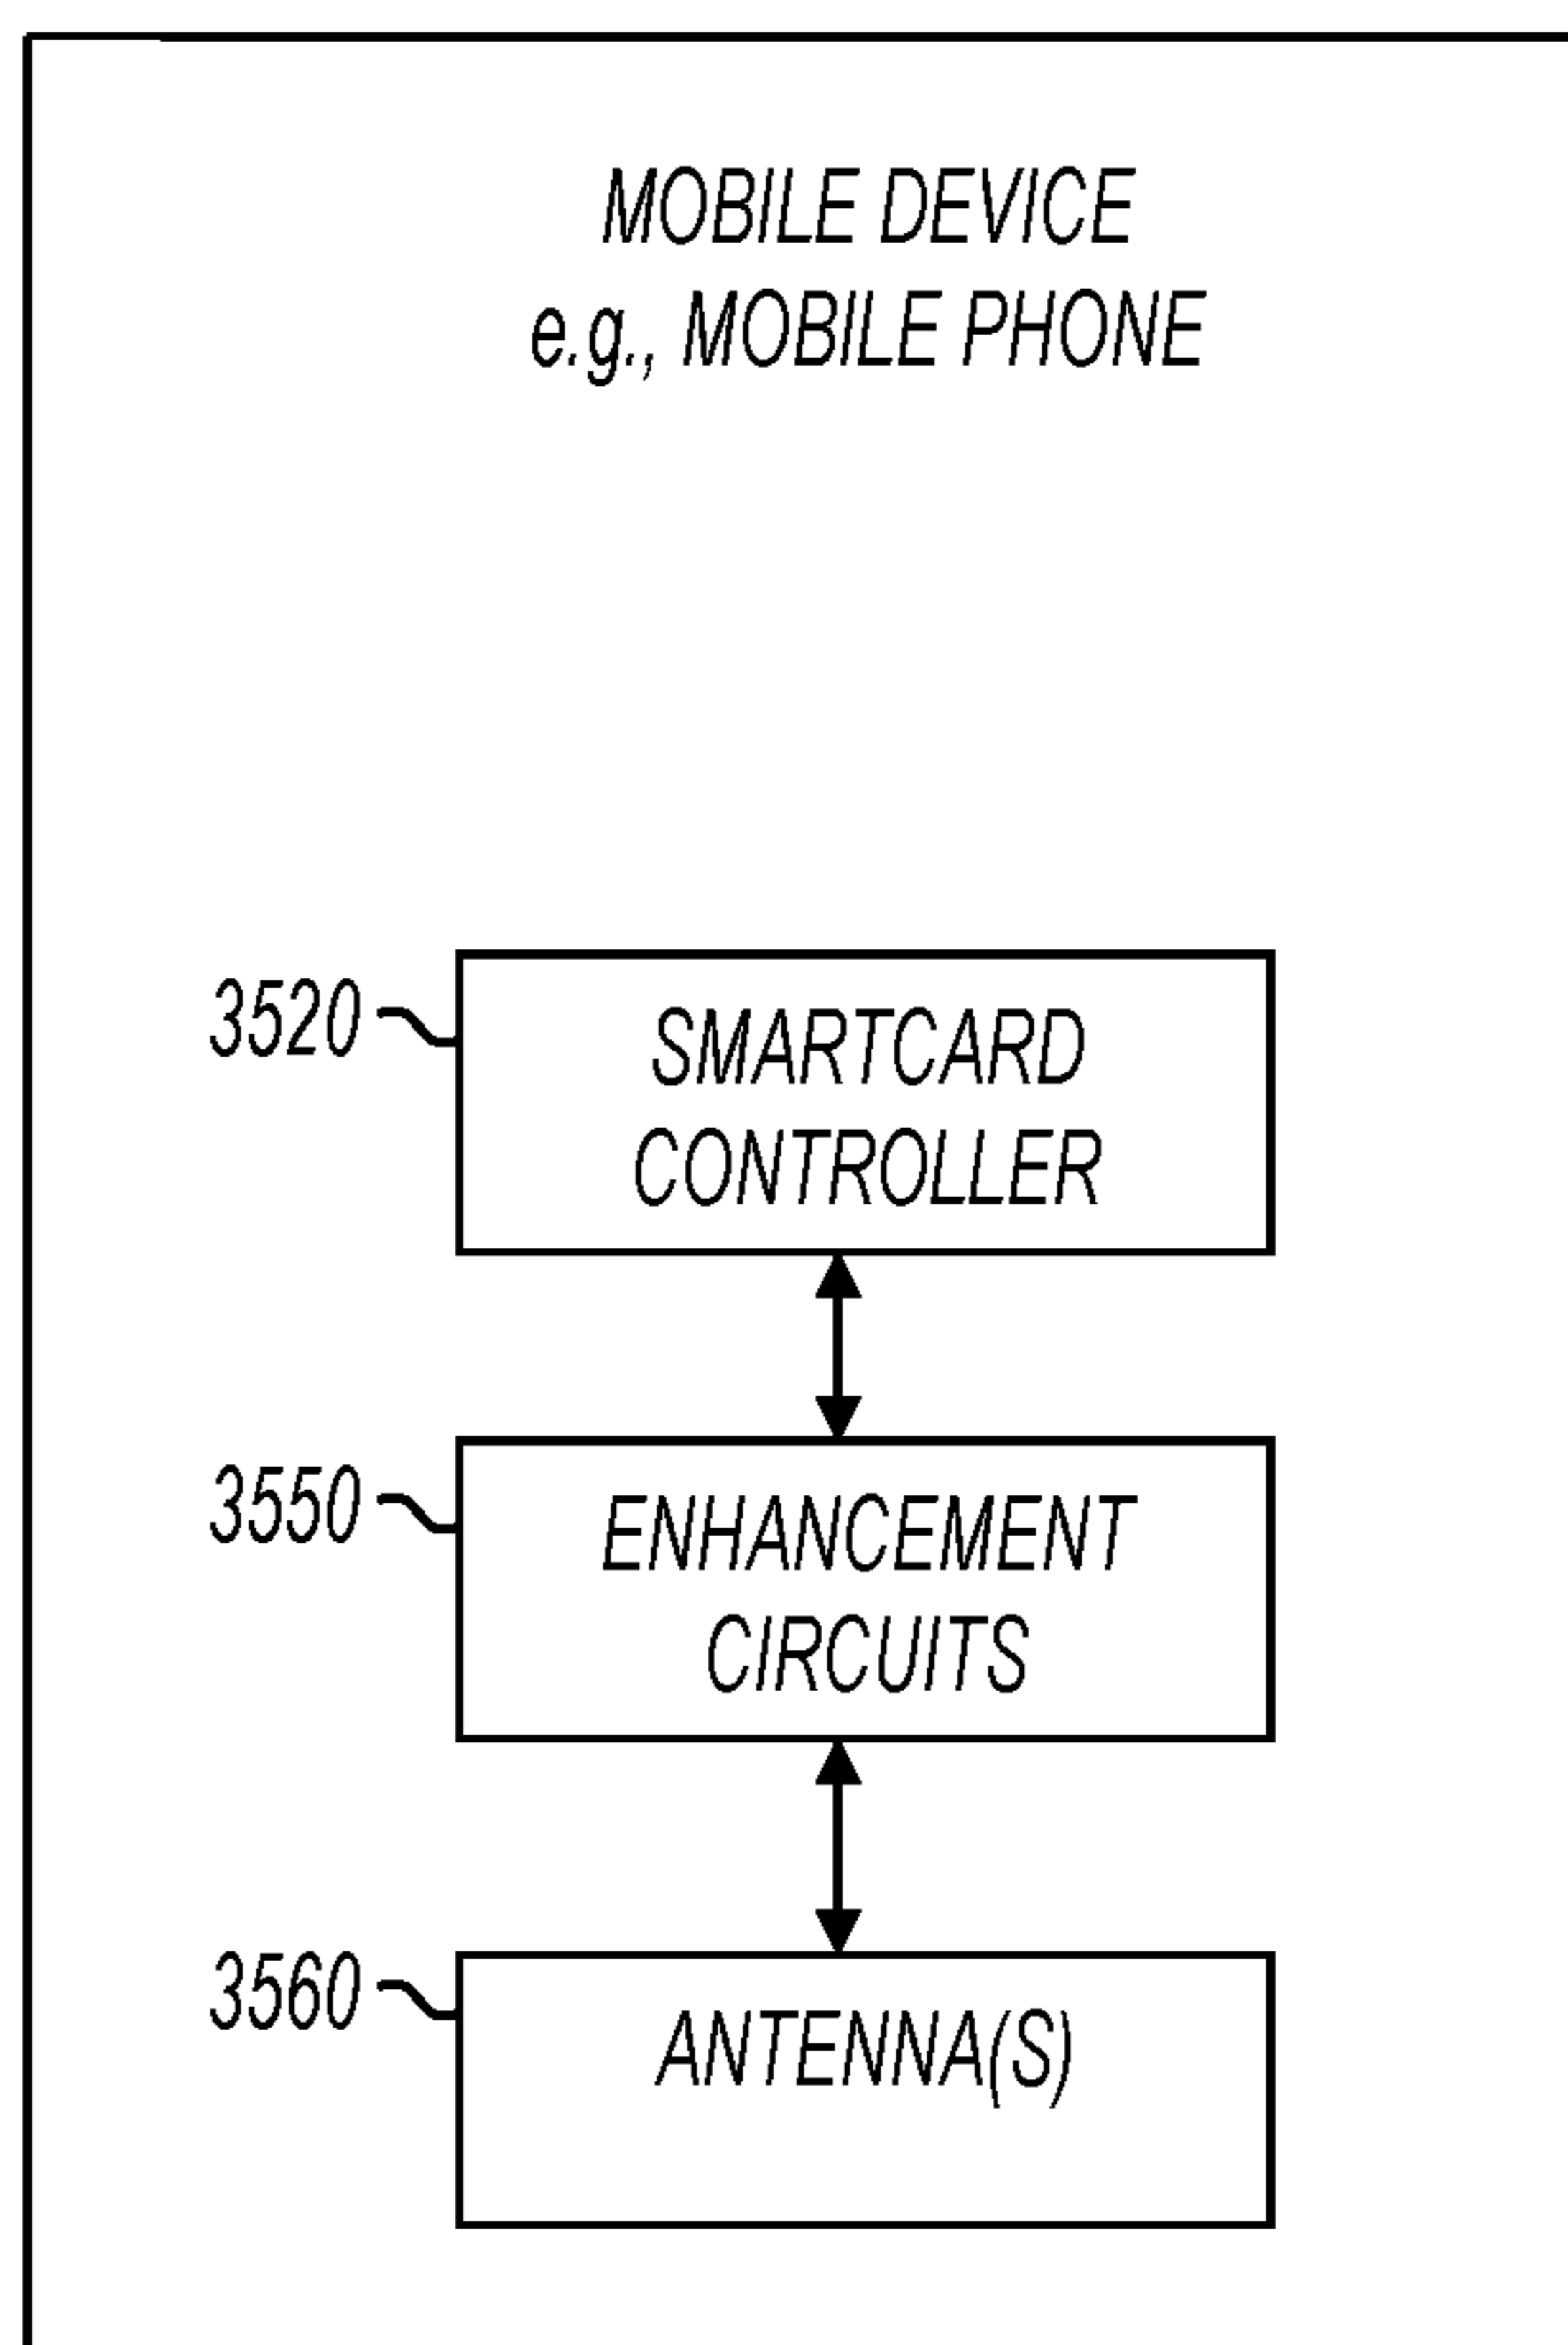 MOBILE DEVICE
e.g., MOBILE PHONE
3520
SMARTCARD
CONTROLLER
3550
ENHANCEMENT
CIRCUITS
3560
ANTENNA(S)